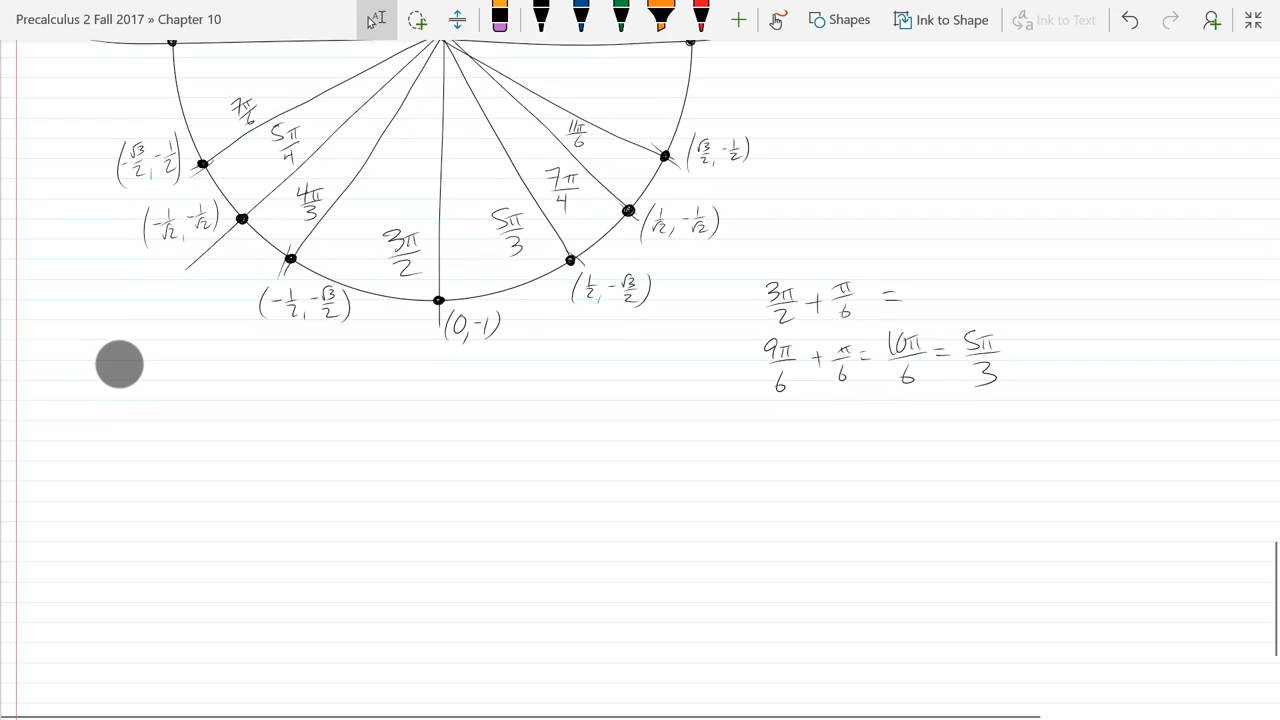 Precalculus 2 Fall 2017 » Chapter 10
Shapes
Ink to Shape
Ink to Text
7π/6
5π/4
4π/3
3π/2
5π/3
7π/4
11π/6
(-√3/2, -1/2)
(-1/√2, -1/√2)
(-1/2, -√3/2)
(0,-1)
(1/2, -√3/2)
(1/√2, -1/√2)
(√3/2, -1/2)
3π/2 + π/6 =
9π/6 + π/6 = 10π/6 = 5π/3